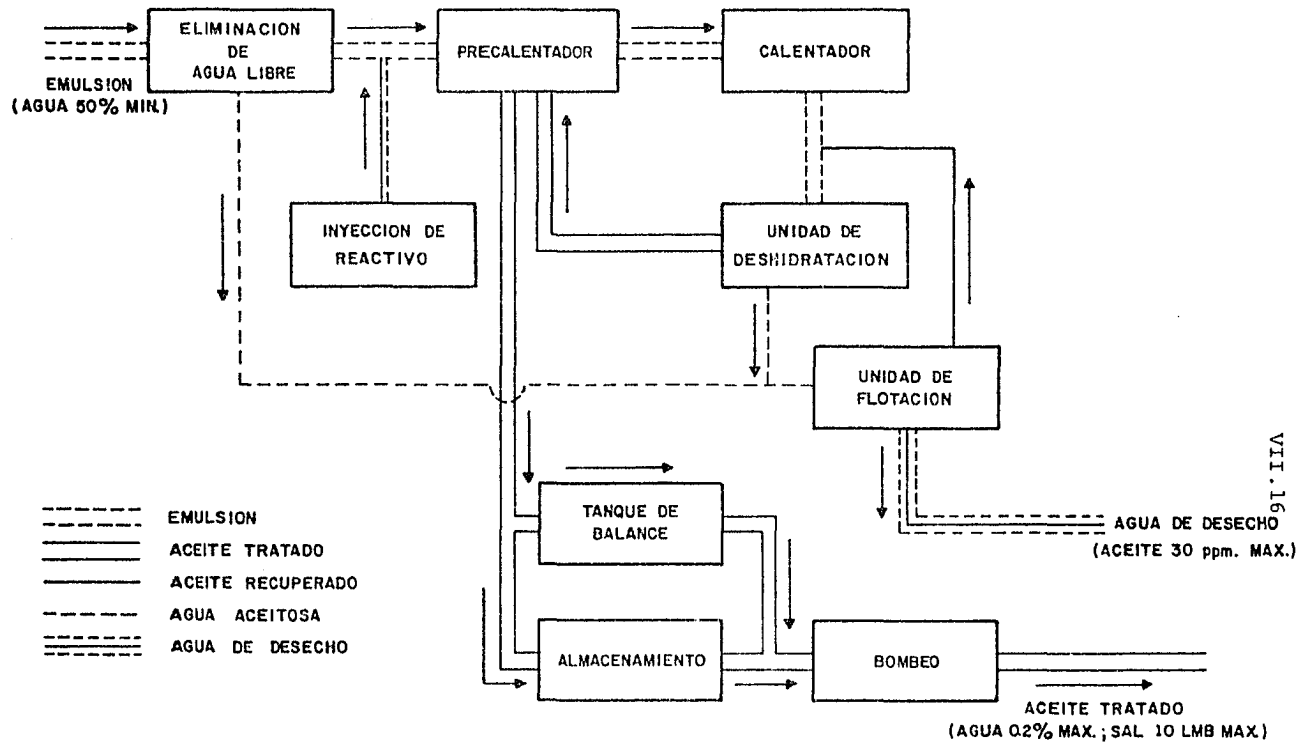 ELIMINACION
DE
AGUA LIBRE
PRECALENTADOR
CALENTADOR
EMULSION
(AGUA 50% MIN.)
INYECCION DE
REACTIVO
UNIDAD DE
DESHIDRATACION
UNIDAD DE
FLOTACION
VII.16
TANQUE DE
BALANCE
AGUA DE DESECHO
(ACEITE 30 ppm. MAX.)
EMULSION
ACEITE TRATADO
ACEITE RECUPERADO
AGUA ACEITOSA
AGUA DE DESECHO
ALMACENAMIENTO
BOMBEO
ACEITE TRATADO
(AGUA 0.2% MAX.; SAL 10 LMB MAX.)